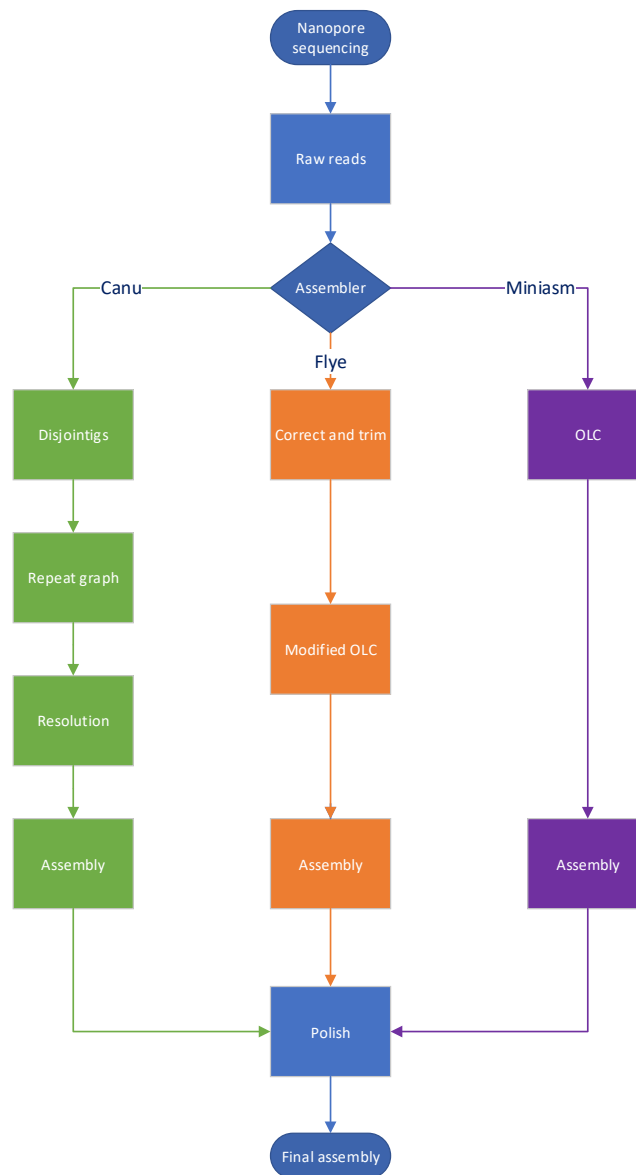 Nanopore
sequencing
Raw reads
Assembler
Canu
Miniasm
Flye
Disjointigs
Correct and trim
OLC
Repeat graph
Modified OLC
Resolution
Assembly
Assembly
Assembly
Polish
Final assembly